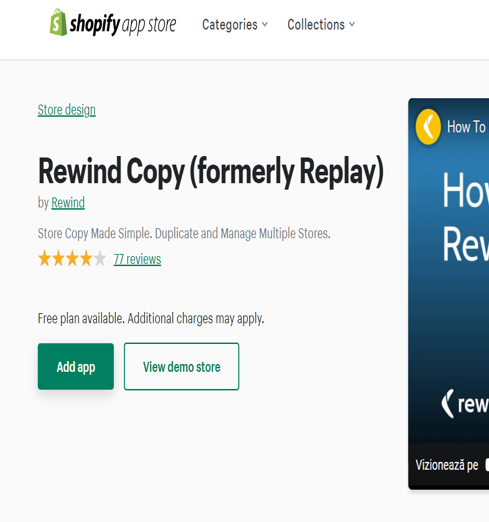 shopify app store
Categories
Collections
Store design
Rewind Copy (formerly Replay)
by Rewind
Store Copy Made Simple. Duplicate and Manage Multiple Stores.
77 reviews
Free plan available. Additional charges may apply.
Add app
View demo store
How To
How
Rew
rew
Vizionează pe